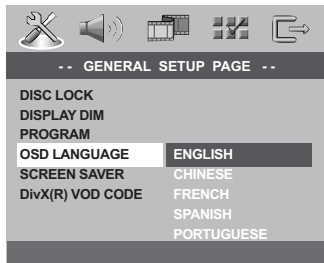 -- GENERAL SETUP PAGE --
DISC LOCK
DISPLAY DIM
PROGRAM
OSD LANGUAGE ENGLISH
SCREEN SAVER CHINESE
DivX(R) VOD CODE FRENCH
SPANISH
PORTUGUESE